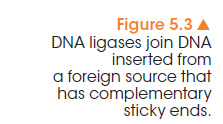 Figure 5.3 ▲
DNA ligases join DNA
inserted from
a foreign source that
has complementary
sticky ends.